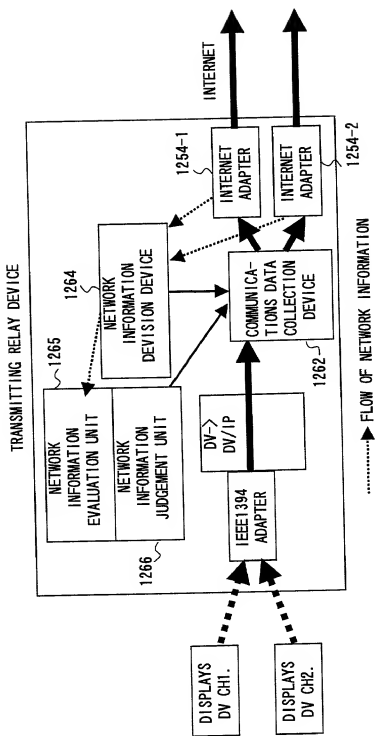 TRANSMITTING RELAY DEVICE
1265
NETWORK
INFORMATION
EVALUATION UNIT
NETWORK
INFORMATION
JUDGEMENT UNIT
1266
1264
NETWORK
INFORMATION
DEVISION DEVICE
1254-1
INTERNET
ADAPTER
INTERNET
INTERNET
ADAPTER
1254-2
COMMUNICA-
TIONS DATA
COLLECTION
DEVICE
1262
DV->
DV/IP
IEEE1394
ADAPTER
DISPLAYS
DV CH1.
DISPLAYS
DV CH2.
FLOW OF NETWORK INFORMATION